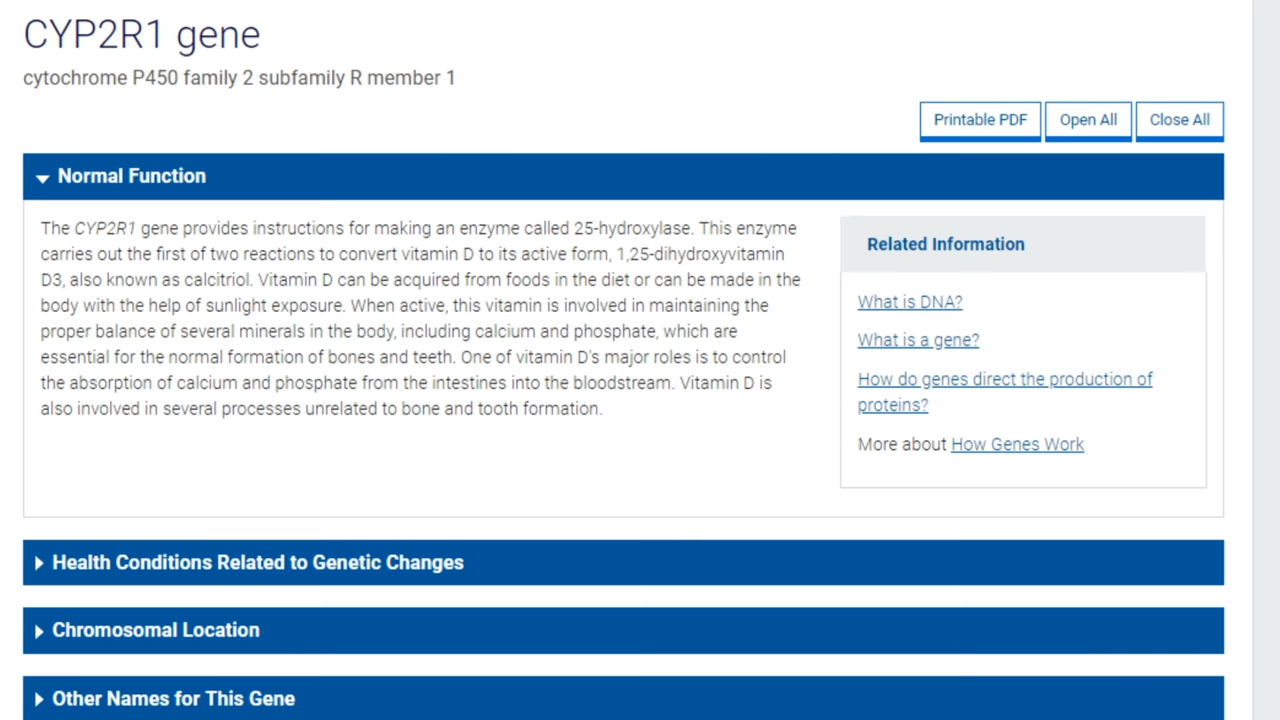 CYP2R1 gene
cytochrome P450 family 2 subfamily R member 1
Printable PDF
Open All
Close All
Normal Function
The CYP2R1 gene provides instructions for making an enzyme called 25-hydroxylase. This enzyme
carries out the first of two reactions to convert vitamin D to its active form, 1,25-dihydroxyvitamin
D3, also known as calcitriol. Vitamin D can be acquired from foods in the diet or can be made in the
body with the help of sunlight exposure. When active, this vitamin is involved in maintaining the
proper balance of several minerals in the body, including calcium and phosphate, which are
essential for the normal formation of bones and teeth. One of vitamin D's major roles is to control
the absorption of calcium and phosphate from the intestines into the bloodstream. Vitamin D is
also involved in several processes unrelated to bone and tooth formation.
Related Information
What is DNA?
What is a gene?
How do genes direct the production of
proteins?
More about How Genes Work
Health Conditions Related to Genetic Changes
Chromosomal Location
Other Names for This Gene